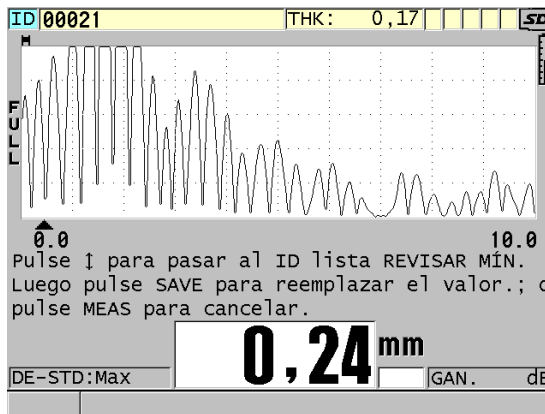 ID 00021 THK: 0,17 SD
FULL
0.0 10.0
Pulse ↕ para pasar al ID lista REVISAR MÍN.
Luego pulse SAVE para reemplazar el valor.; o
pulse MEAS para cancelar.
0,24 mm
DE-STD:Max GAN. dB